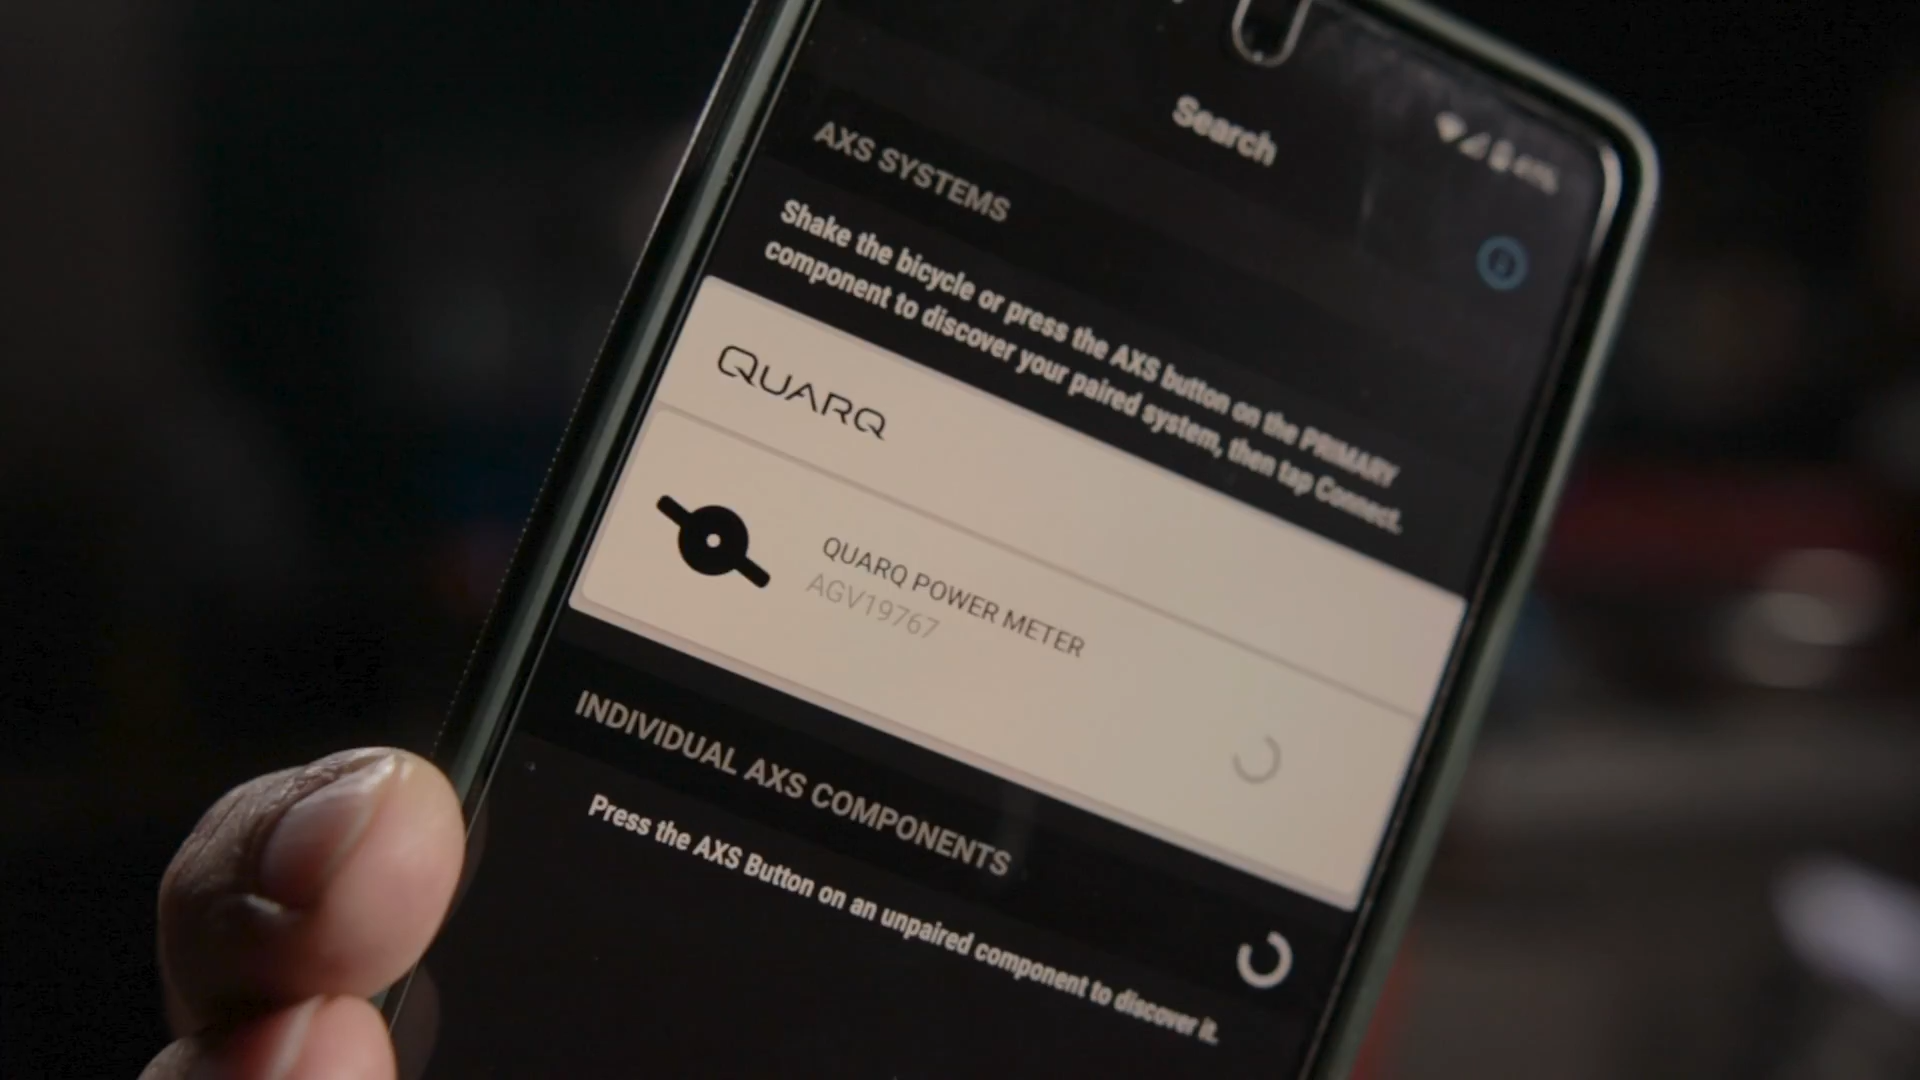 Search
AXS SYSTEMS
Shake the bicycle or press the AXS button on the PRIMARY
component to discover your paired system, then tap Connect.
QUARQ
QUARQ POWER METER
AGV19767
INDIVIDUAL AXS COMPONENTS
Press the AXS Button on an unpaired component to discover it.